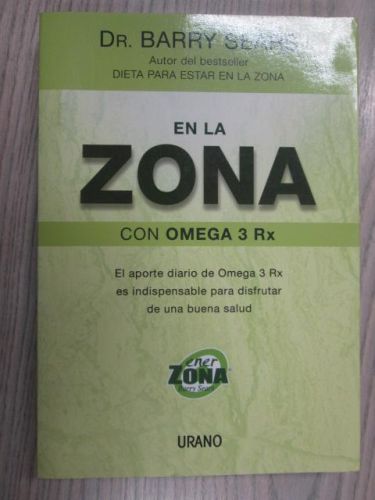 DR. BARRY SEARS
Autor del bestseller
DIETA PARA ESTAR EN LA ZONA
EN LA
ZONA
CON OMEGA 3 Rx
El aporte diario de Omega 3 Rx
es indispensable para disfrutar
de una buena salud
ener
ZONA
Barry Sears
URANO